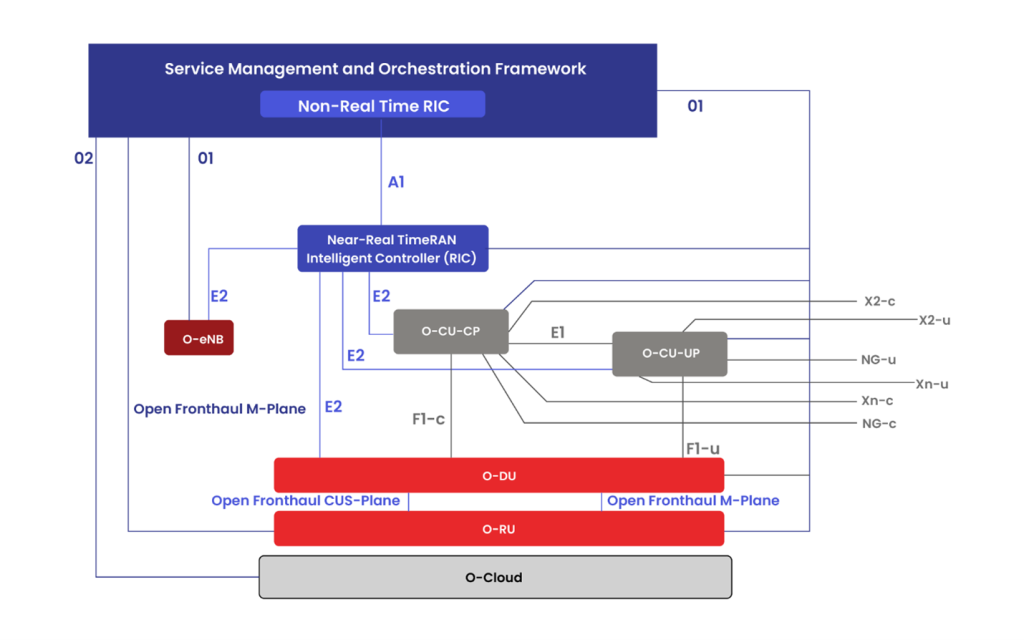 Service Management and Orchestration Framework
Non-Real Time RIC
01
02
01
A1
Near-Real TimeRAN
Intelligent Controller (RIC)
E2
E2
X2-c
O-CU-CP
E1
X2-u
O-eNB
O-CU-UP
E2
NG-u
Xn-u
Xn-c
Open Fronthaul M-Plane
E2
F1-c
NG-c
F1-u
O-DU
Open Fronthaul CUS-Plane
Open Fronthaul M-Plane
O-RU
O-Cloud